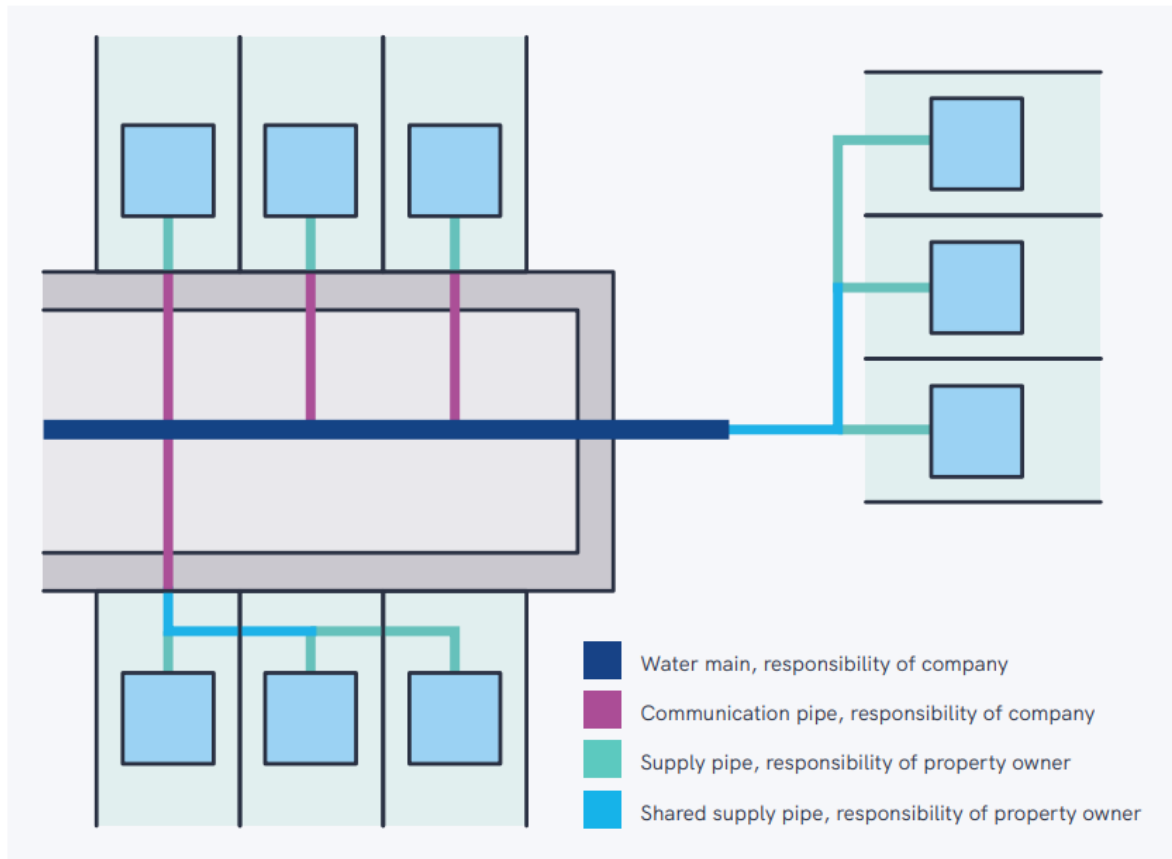 Water main, responsibility of company
Communication pipe, responsibility of company
Supply pipe, responsibility of property owner
Shared supply pipe, responsibility of property owner